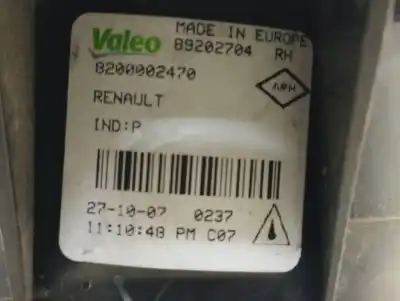 Valeo MADE IN EUROPE
89202704 RH
8200002470
RENAULT
IND:P
27-10-07 0237
11:10:48 PM C07